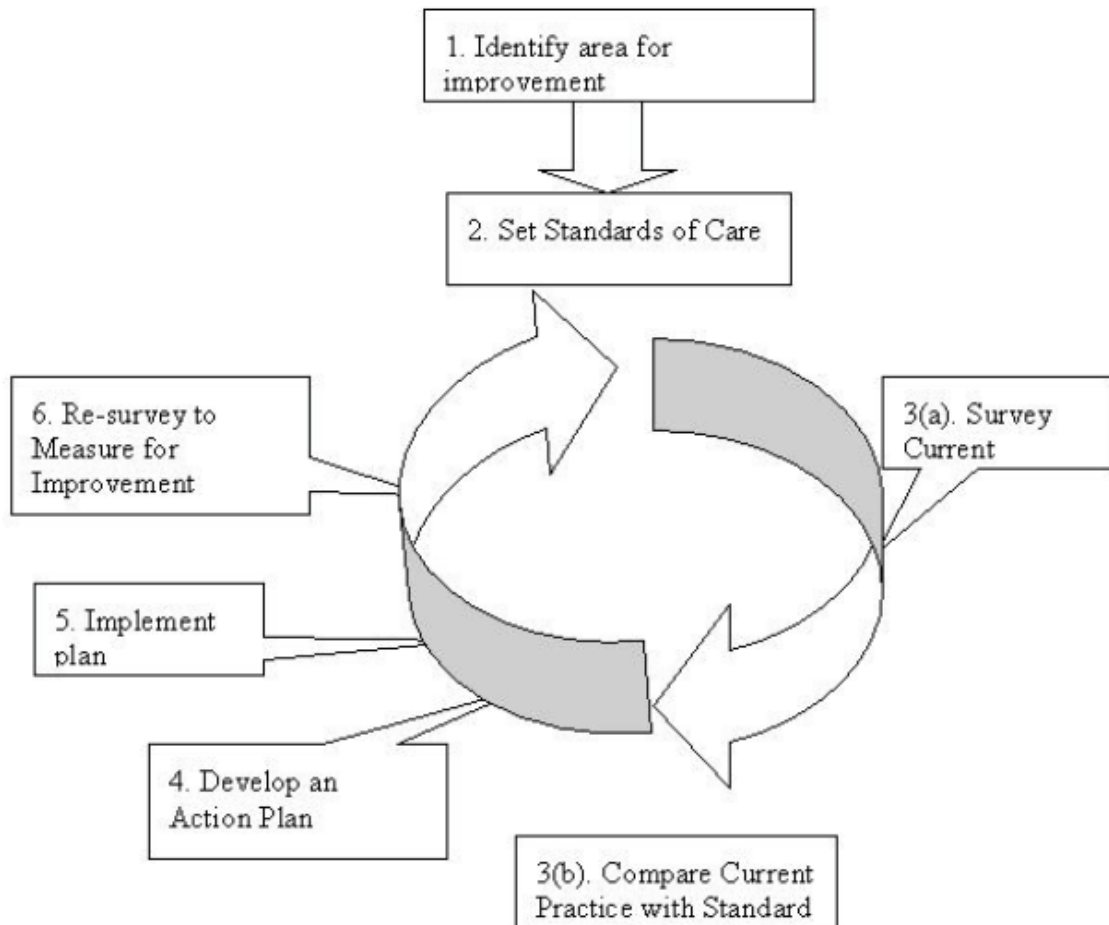 1. Identify area for
improvement
2. Set Standards of Care
3(a). Survey
Current
3(b). Compare Current
Practice with Standard
4. Develop an
Action Plan
5. Implement
plan
6. Re-survey to
Measure for
Improvement